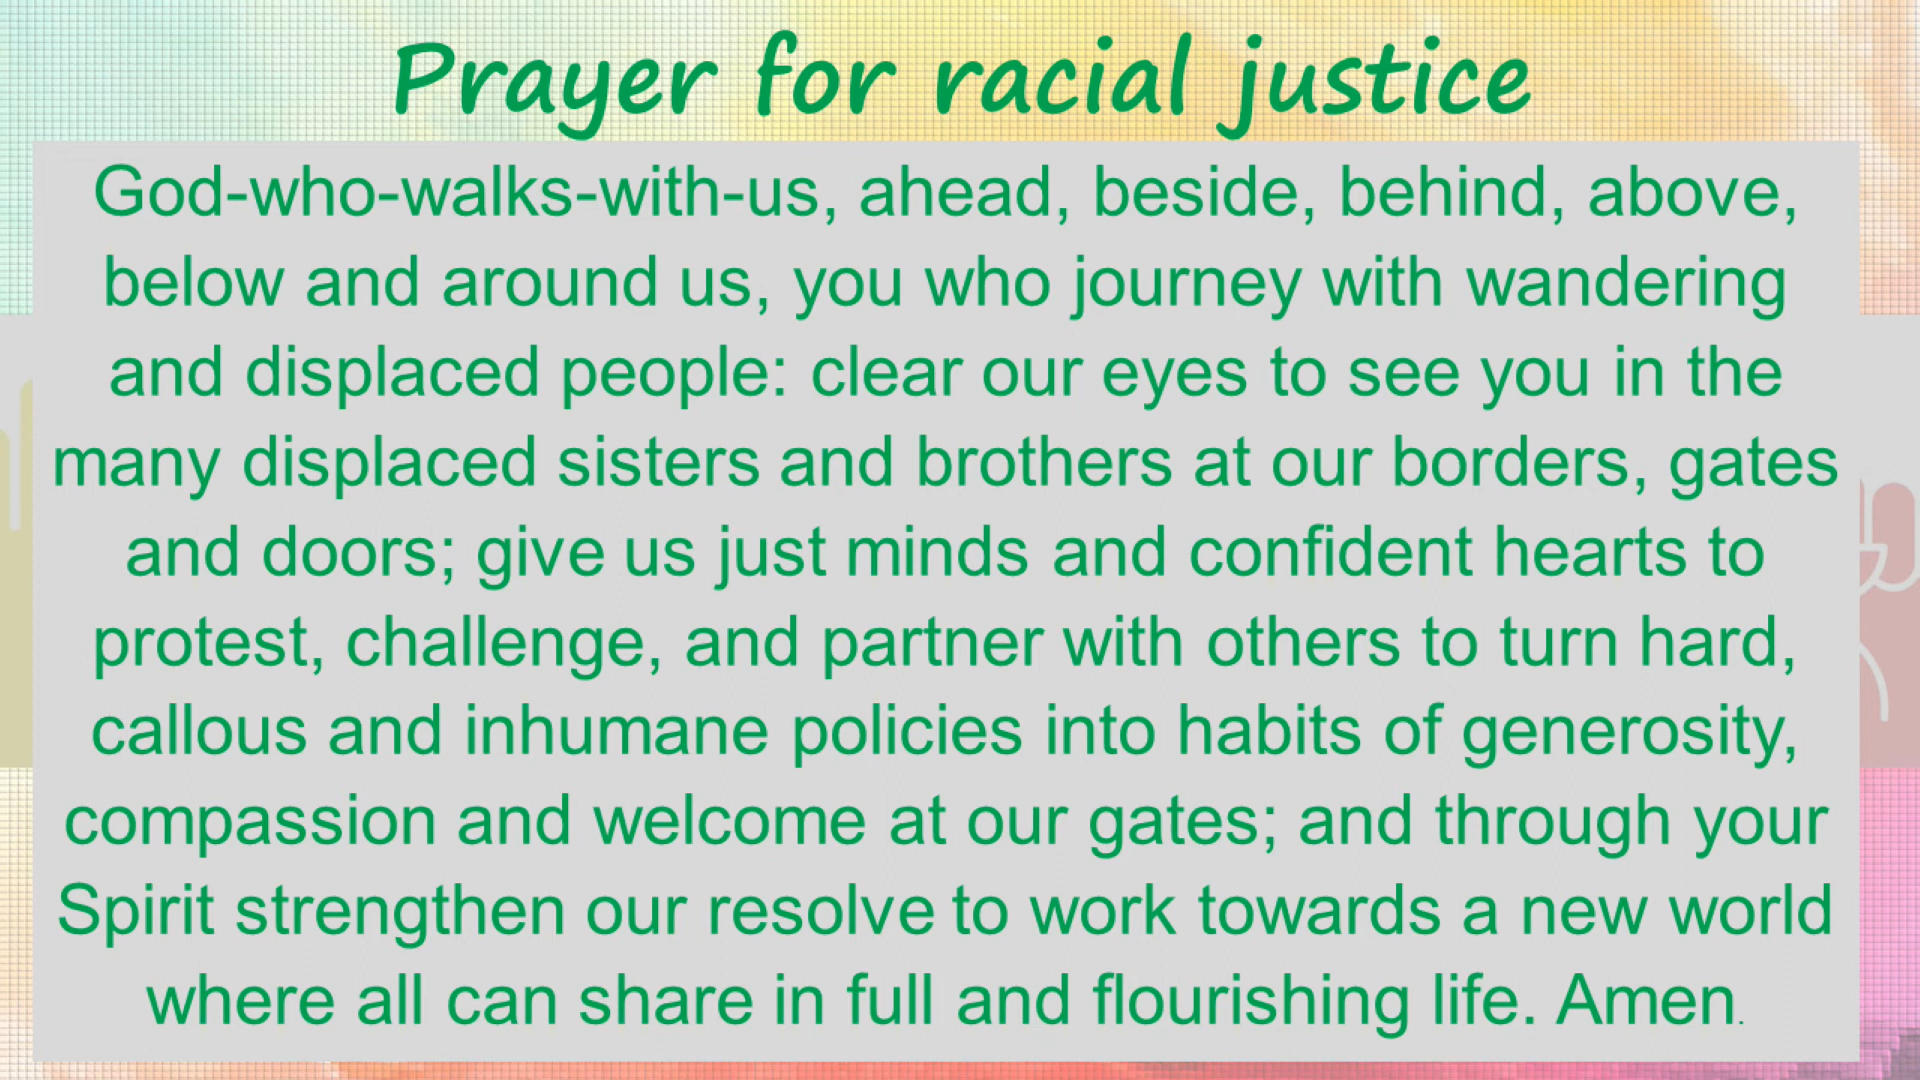 Prayer for racial justice
God-who-walks-with-us, ahead, beside, behind, above,
below and around us, you who journey with wandering
and displaced people: clear our eyes to see you in the
many displaced sisters and brothers at our borders, gates
and doors; give us just minds and confident hearts to
protest, challenge, and partner with others to turn hard,
callous and inhumane policies into habits of generosity,
compassion and welcome at our gates; and through your
Spirit strengthen our resolve to work towards a new world
where all can share in full and flourishing life. Amen.